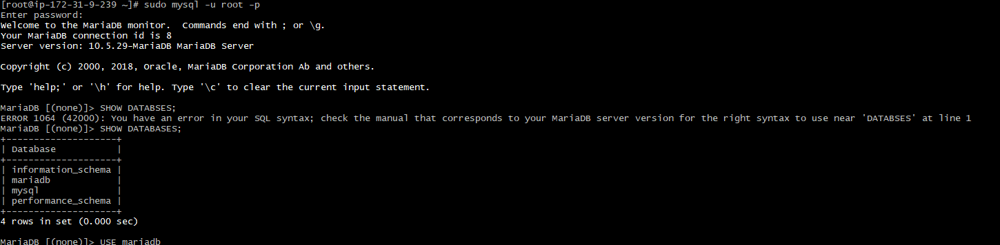 [root@ip-172-31-9-239 ~]# sudo mysql -u root -p
Enter password:
Welcome to the MariaDB monitor.  Commands end with ; or \g.
Your MariaDB connection id is 8
Server version: 10.5.29-MariaDB MariaDB Server

Copyright (c) 2000, 2018, Oracle, MariaDB Corporation Ab and others.

Type 'help;' or '\h' for help. Type '\c' to clear the current input statement.

MariaDB [(none)]> SHOW DATABSES;
ERROR 1064 (42000): You have an error in your SQL syntax; check the manual that corresponds to your MariaDB server version for the right syntax to use near 'DATABSES' at line 1
MariaDB [(none)]> SHOW DATABASES;
+--------------------+
| Database           |
+--------------------+
| information_schema |
| mariadb            |
| mysql              |
| performance_schema |
+--------------------+
4 rows in set (0.000 sec)

MariaDB [(none)]> USE mariadb